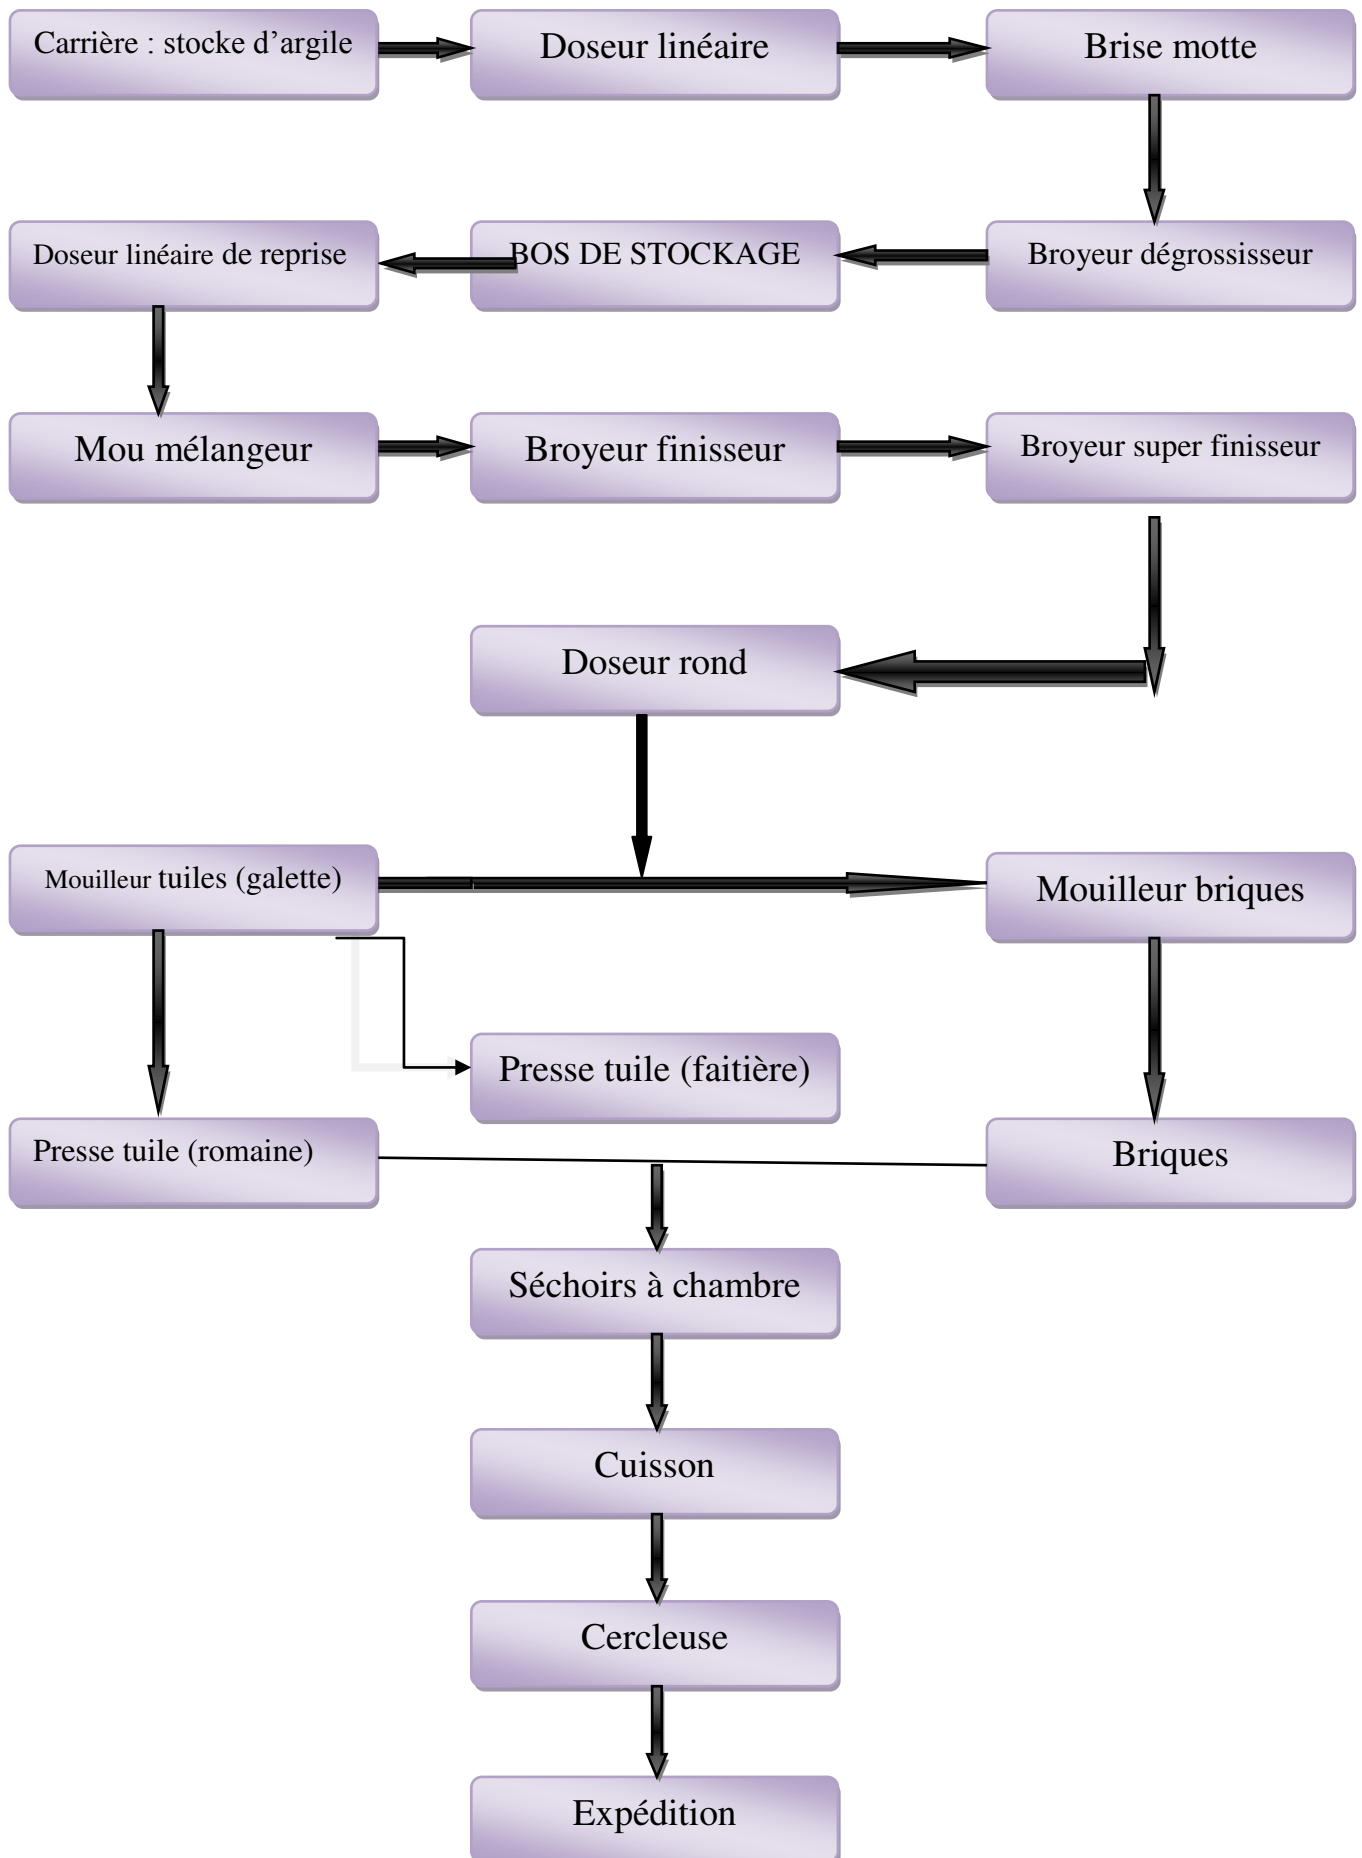 Carrière : stocke d’argile
Doseur linéaire
Brise motte
Doseur linéaire de reprise
BOS DE STOCKAGE
Broyeur dégrossisseur
Mou mélangeur
Broyeur finisseur
Broyeur super finisseur
Doseur rond
Mouilleur tuiles (galette)
Mouilleur briques
Presse tuile (faitière)
Presse tuile (romaine)
Briques
Séchoirs à chambre
Cuisson
Cercleuse
Expédition